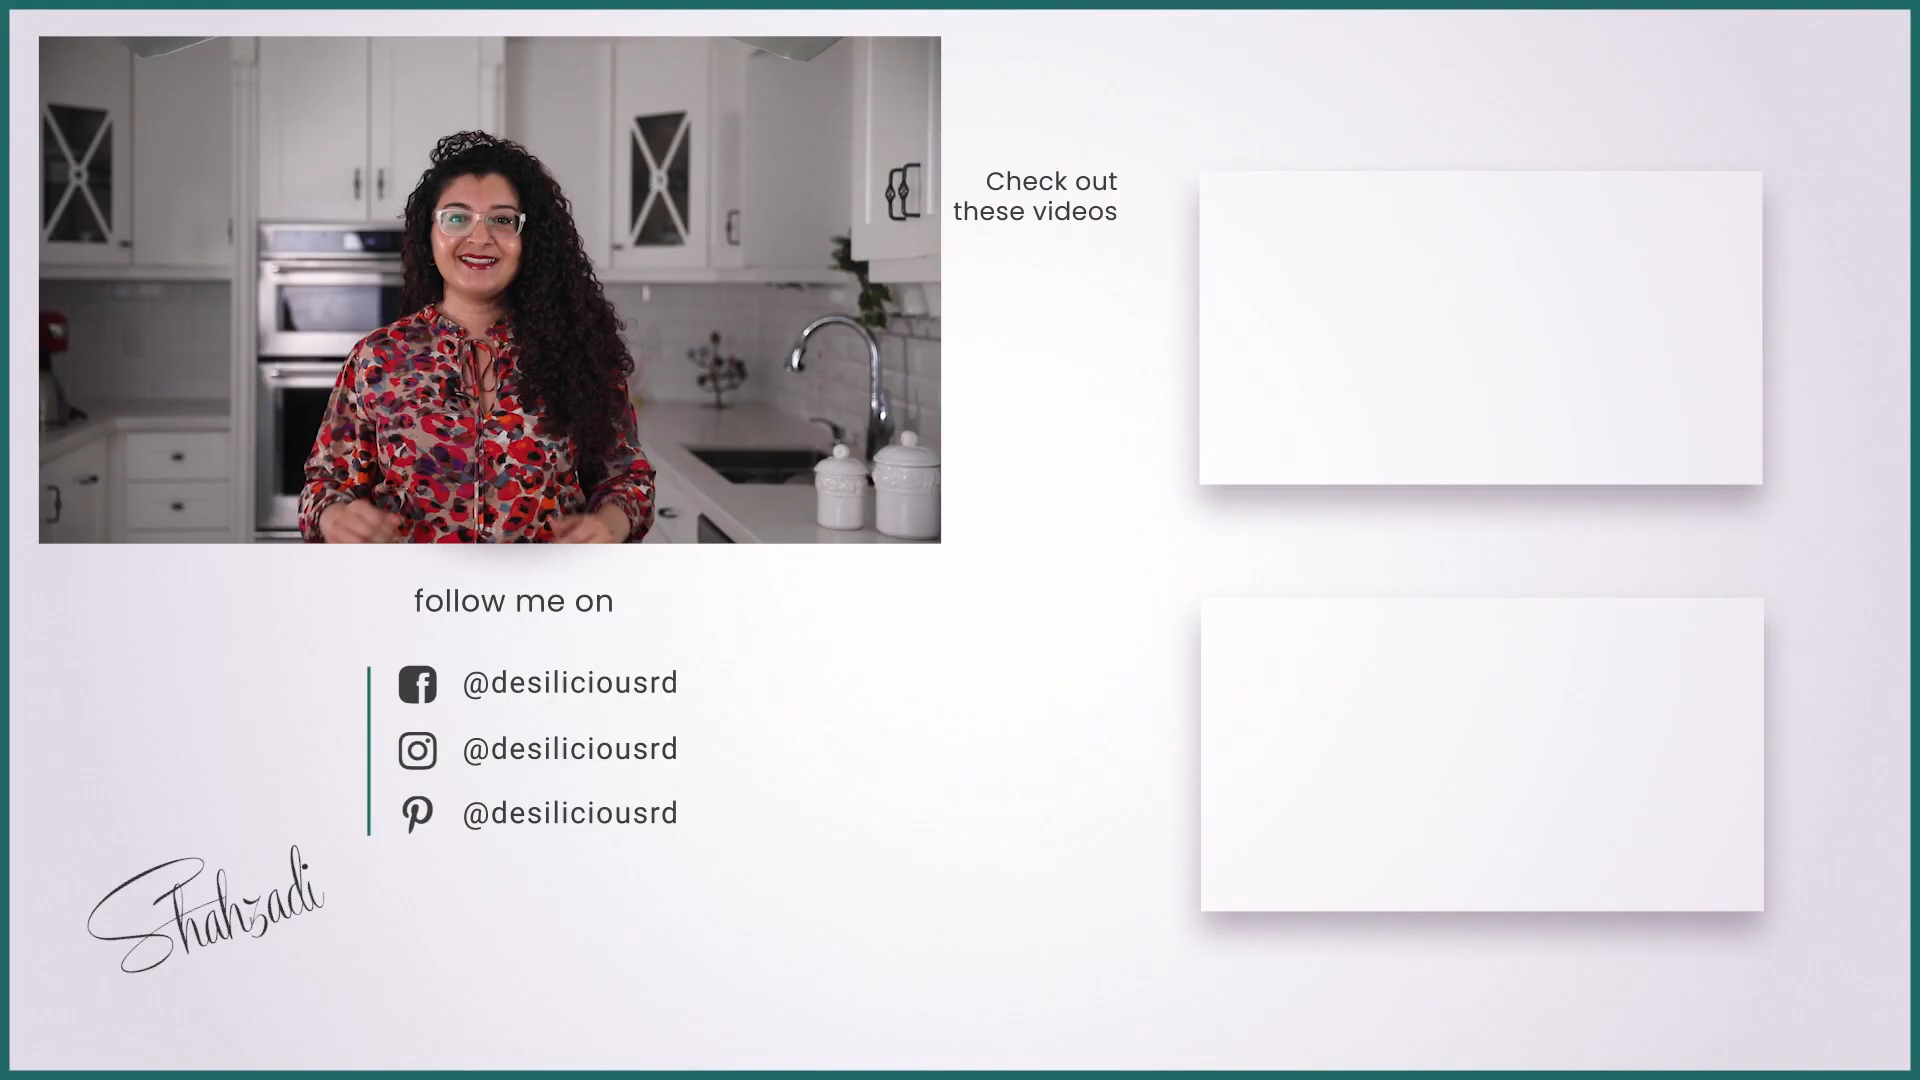 Check out
these videos
follow me on
@desiliciousrd
@desiliciousrd
@desiliciousrd
Shahzadi